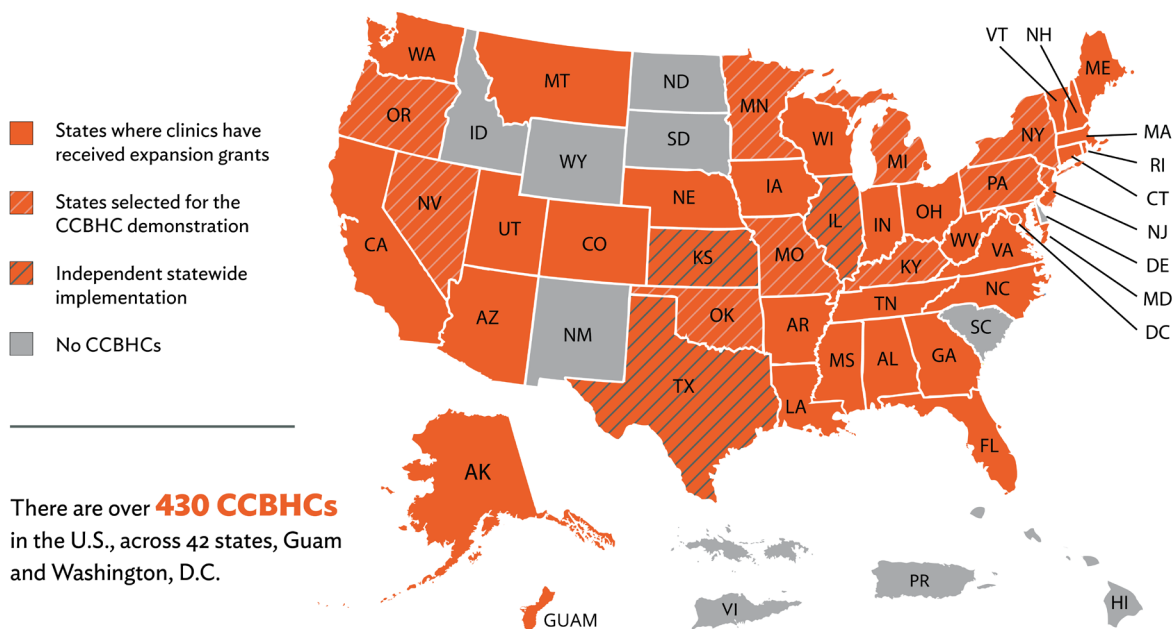 States where clinics have
received expansion grants
States selected for the
CCBHC demonstration
Independent statewide
implementation
No CCBHCs
There are over 430 CCBHCs
in the U.S., across 42 states, Guam
and Washington, D.C.
WA
MT
ND
MN
OR
ID
SD
WY
WI
MI
NY
VT
NH
ME
MA
RI
CT
NJ
DE
MD
DC
NV
UT
CO
NE
IA
IL
IN
OH
PA
CA
KS
MO
KY
WV
VA
AZ
NM
OK
AR
TN
NC
SC
TX
LA
MS
AL
GA
FL
AK
GUAM
VI
PR
HI